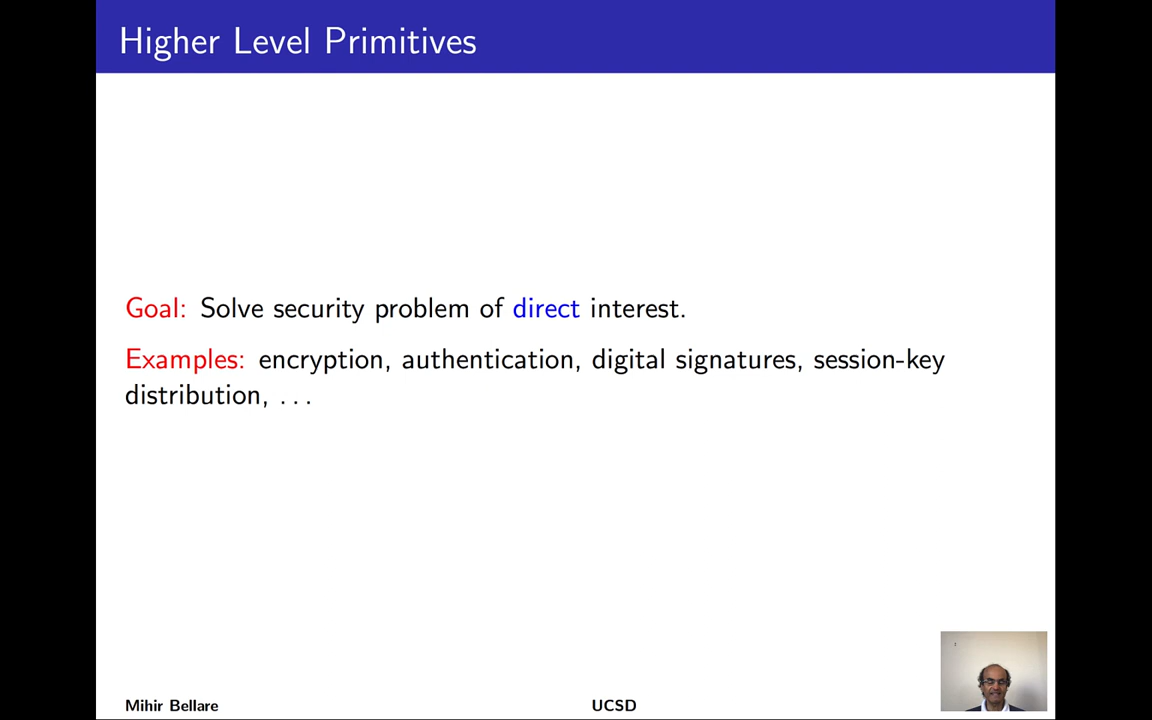 Higher Level Primitives
Goal: Solve security problem of direct interest.
Examples: encryption, authentication, digital signatures, session-key
distribution, . . .
Mihir Bellare UCSD